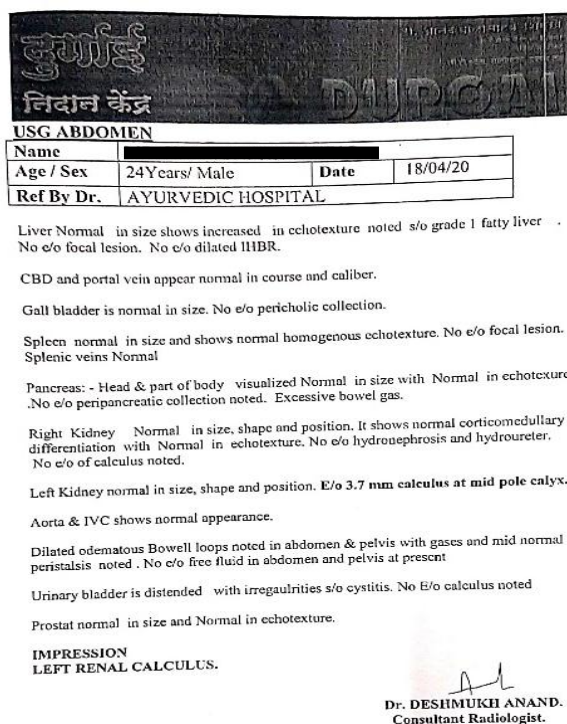 दुर्गाई
निदान केंद्र
DURGAI
USG ABDOMEN
Name
Age / Sex 24Years/ Male Date 18/04/20
Ref By Dr. AYURVEDIC HOSPITAL
Liver Normal in size shows increased in echotexture noted s/o grade 1 fatty liver .
No e/o focal lesion. No e/o dilated IHBR.
CBD and portal vein appear normal in course and caliber.
Gall bladder is normal in size. No e/o pericholic collection.
Spleen normal in size and shows normal homogenous echotexture. No e/o focal lesion.
Splenic veins Normal
Pancreas: - Head & part of body visualized Normal in size with Normal in echotexure
.No e/o peripancreatic collection noted. Excessive bowel gas.
Right Kidney Normal in size, shape and position. It shows normal corticomedullary
differentiation with Normal in echotexture. No e/o hydronephrosis and hydroureter.
No e/o of calculus noted.
Left Kidney normal in size, shape and position. E/o 3.7 mm calculus at mid pole calyx.
Aorta & IVC shows normal appearance.
Dilated odematous Bowell loops noted in abdomen & pelvis with gases and mid normal
peristalsis noted . No e/o free fluid in abdomen and pelvis at present
Urinary bladder is distended with irregaulrities s/o cystitis. No E/o calculus noted
Prostat normal in size and Normal in echotexture.
IMPRESSION
LEFT RENAL CALCULUS.
Dr. DESHMUKH ANAND.
Consultant Radiologist.